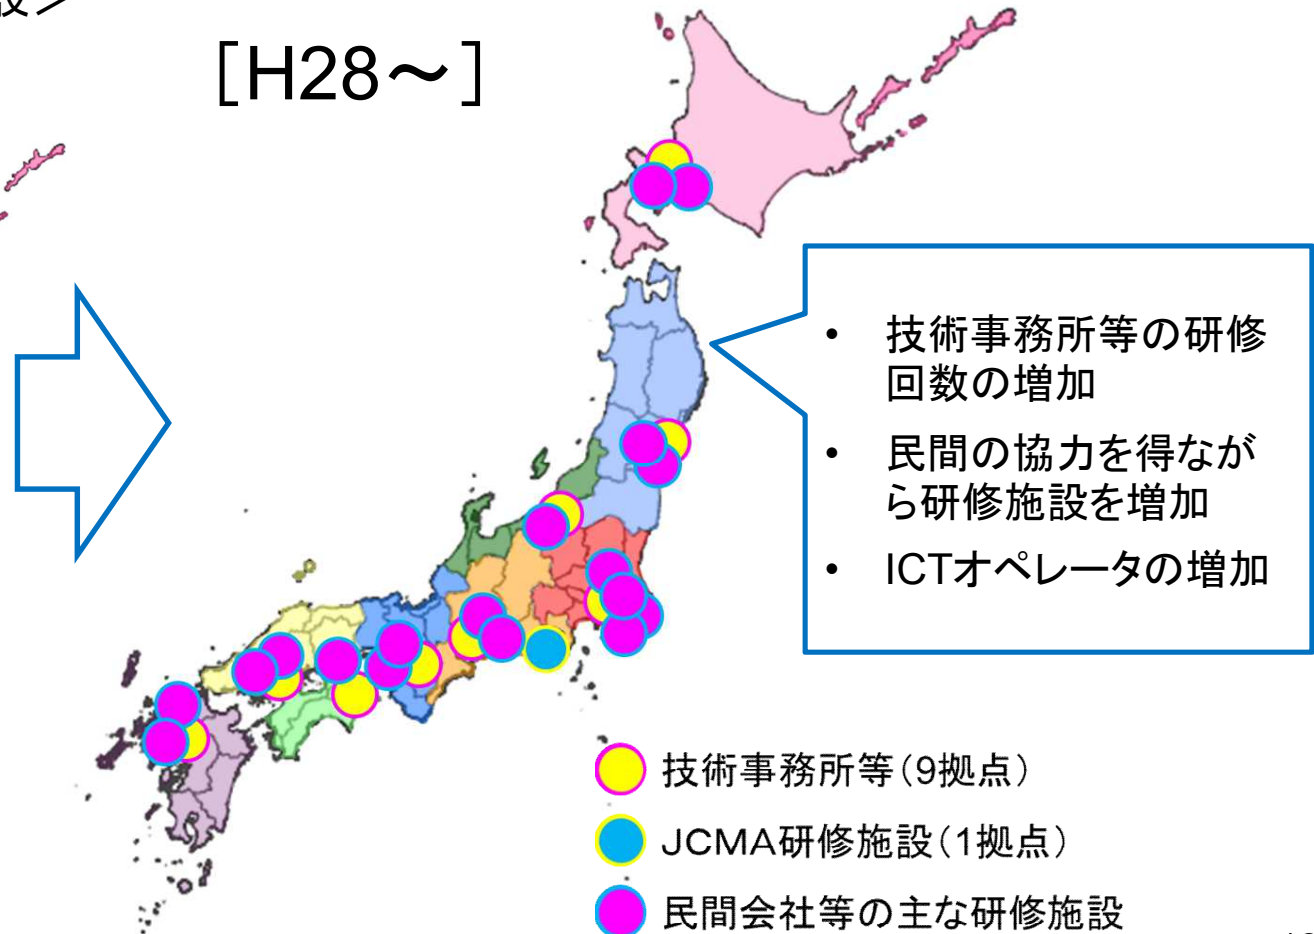 設＞
［H28～］
• 技術事務所等の研修
回数の増加
• 民間の協力を得なが
ら研修施設を増加
• ICTオペレータの増加
技術事務所等（9拠点）
JCMA研修施設（1拠点）
民間会社等の主な研修施設